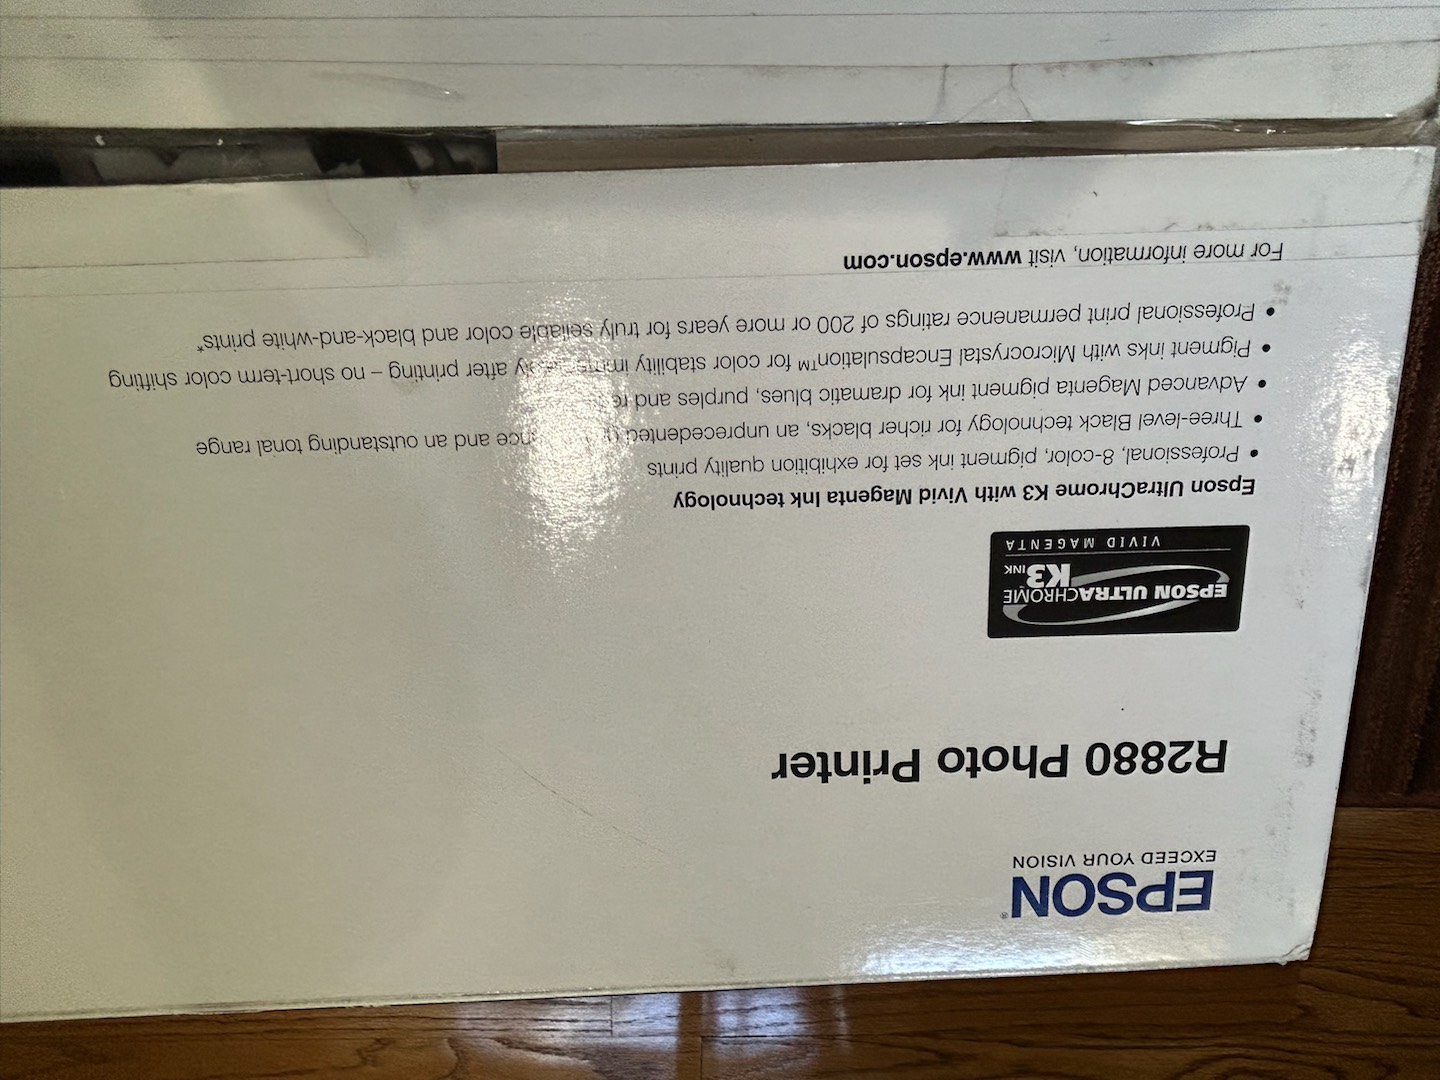 EPSON®
EXCEED YOUR VISION
R2880 Photo Printer
EPSON ULTRACHROME
K3 INK
VIVID MAGENTA
Epson UltraChrome K3 with Vivid Magenta Ink technology
• Professional, 8-color, pigment ink set for exhibition quality prints
• Three-level Black technology for richer blacks, an unprecedented and an outstanding tonal range
• Advanced Magenta pigment ink for dramatic blues, purples and
• Pigment inks with Microcrystal Encapsulation™ for color stability after printing – no short-term color shifting
• Professional print permanence ratings of 200 or more years for truly sellable color and black-and-white prints*
For more information, visit www.epson.com